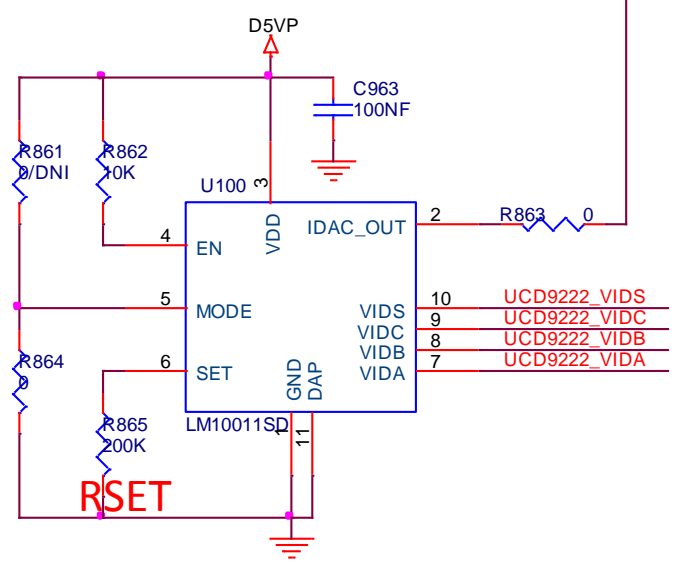 D5VP
C963
100NF
R861
0/DNI
R862
10K
U100
3
VDD
IDAC_OUT
2
R863
0
4
EN
5
MODE
VIDS
10
UCD9222_VIDS
VIDC
9
UCD9222_VIDC
VIDB
8
UCD9222_VIDB
6
SET
VIDA
7
UCD9222_VIDA
R864
0
GND
DAP
R865
200K
LM10011SD
1
11
RSET